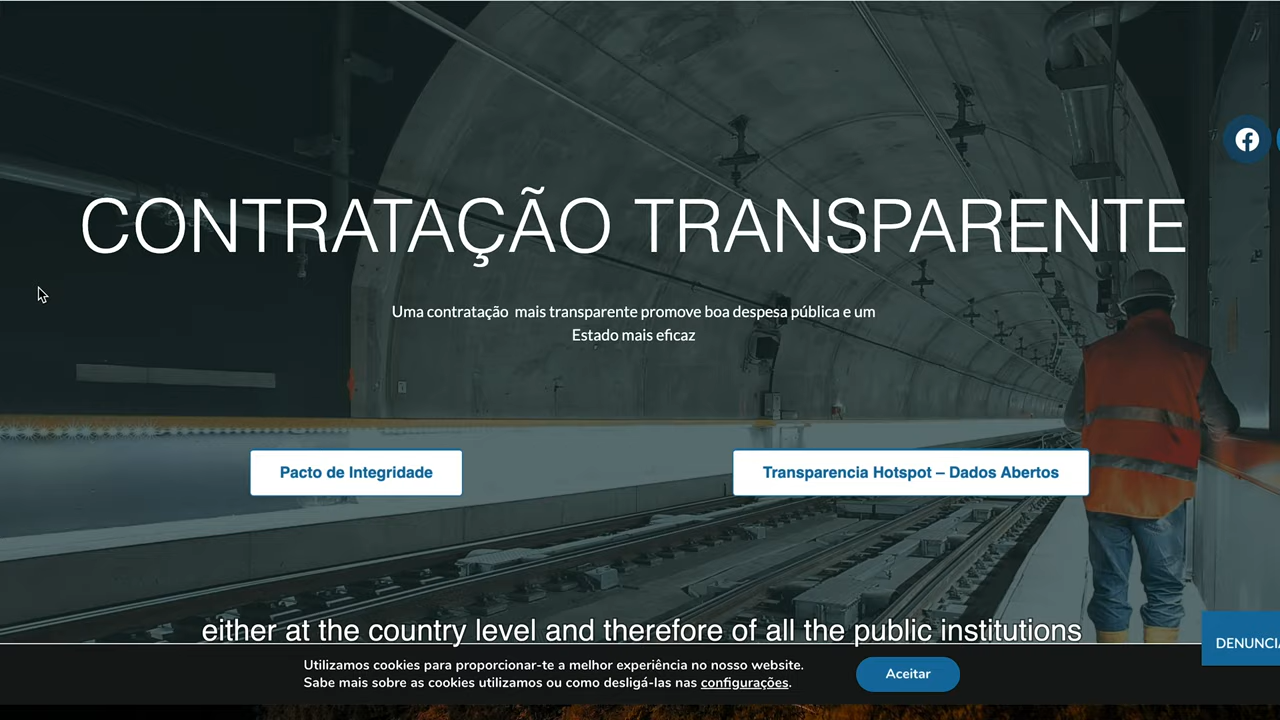 CONTRATAÇÃO TRANSPARENTE
Uma contratação mais transparente promove boa despesa pública e um
Estado mais eficaz
Pacto de Integridade
Transparencia Hotspot – Dados Abertos
either at the country level and therefore of all the public institutions
DENUNCIA
Utilizamos cookies para proporcionar-te a melhor experiência no nosso website.
Sabe mais sobre as cookies utilizamos ou como desligá-las nas configurações.
Aceitar